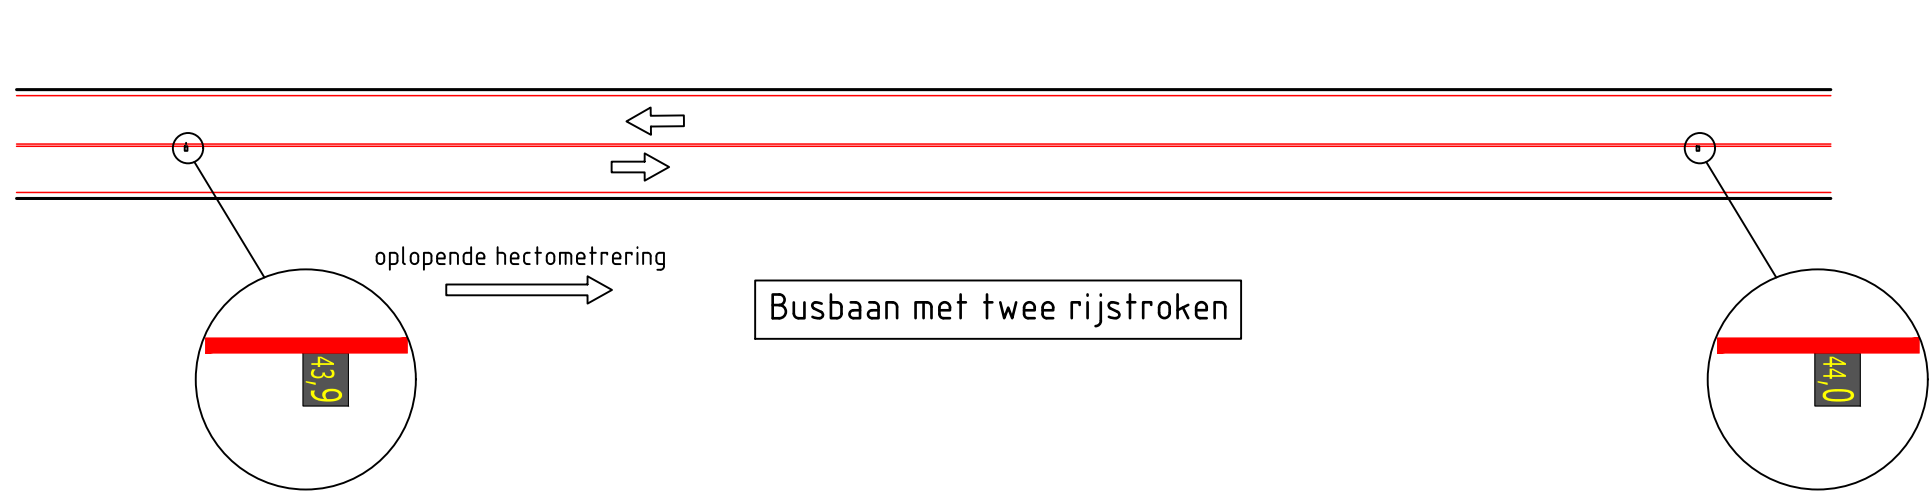 oplopende hectometrering
Busbaan met twee rijstroken
43,9
44,0